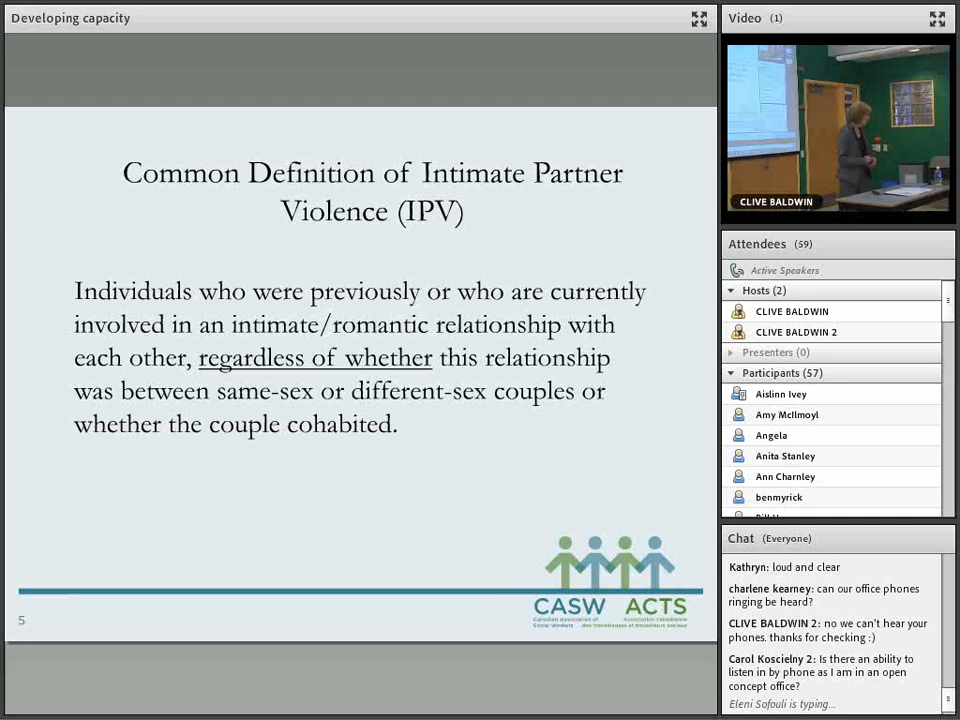 Developing capacity
Common Definition of Intimate Partner
Violence (IPV)
Individuals who were previously or who are currently
involved in an intimate/romantic relationship with
each other, regardless of whether this relationship
was between same-sex or different-sex couples or
whether the couple cohabited.
5
CASW ACTS
Canadian Association of
Social Workers
Association canadienne
des travailleuses et travailleurs sociaux
Video (1)
CLIVE BALDWIN
Attendees (59)
Active Speakers
Hosts (2)
CLIVE BALDWIN
CLIVE BALDWIN 2
Presenters (0)
Participants (57)
Aislinn Ivey
Amy McIlmoyl
Angela
Anita Stanley
Ann Charnley
benmyrick
Chat (Everyone)
Kathryn: loud and clear
charlene kearney: can our office phones
ringing be heard?
CLIVE BALDWIN 2: no we can't hear your
phones. thanks for checking :)
Carol Koscielny 2: Is there an ability to
listen in by phone as I am in an open
concept office?
Eleni Sofouli is typing...